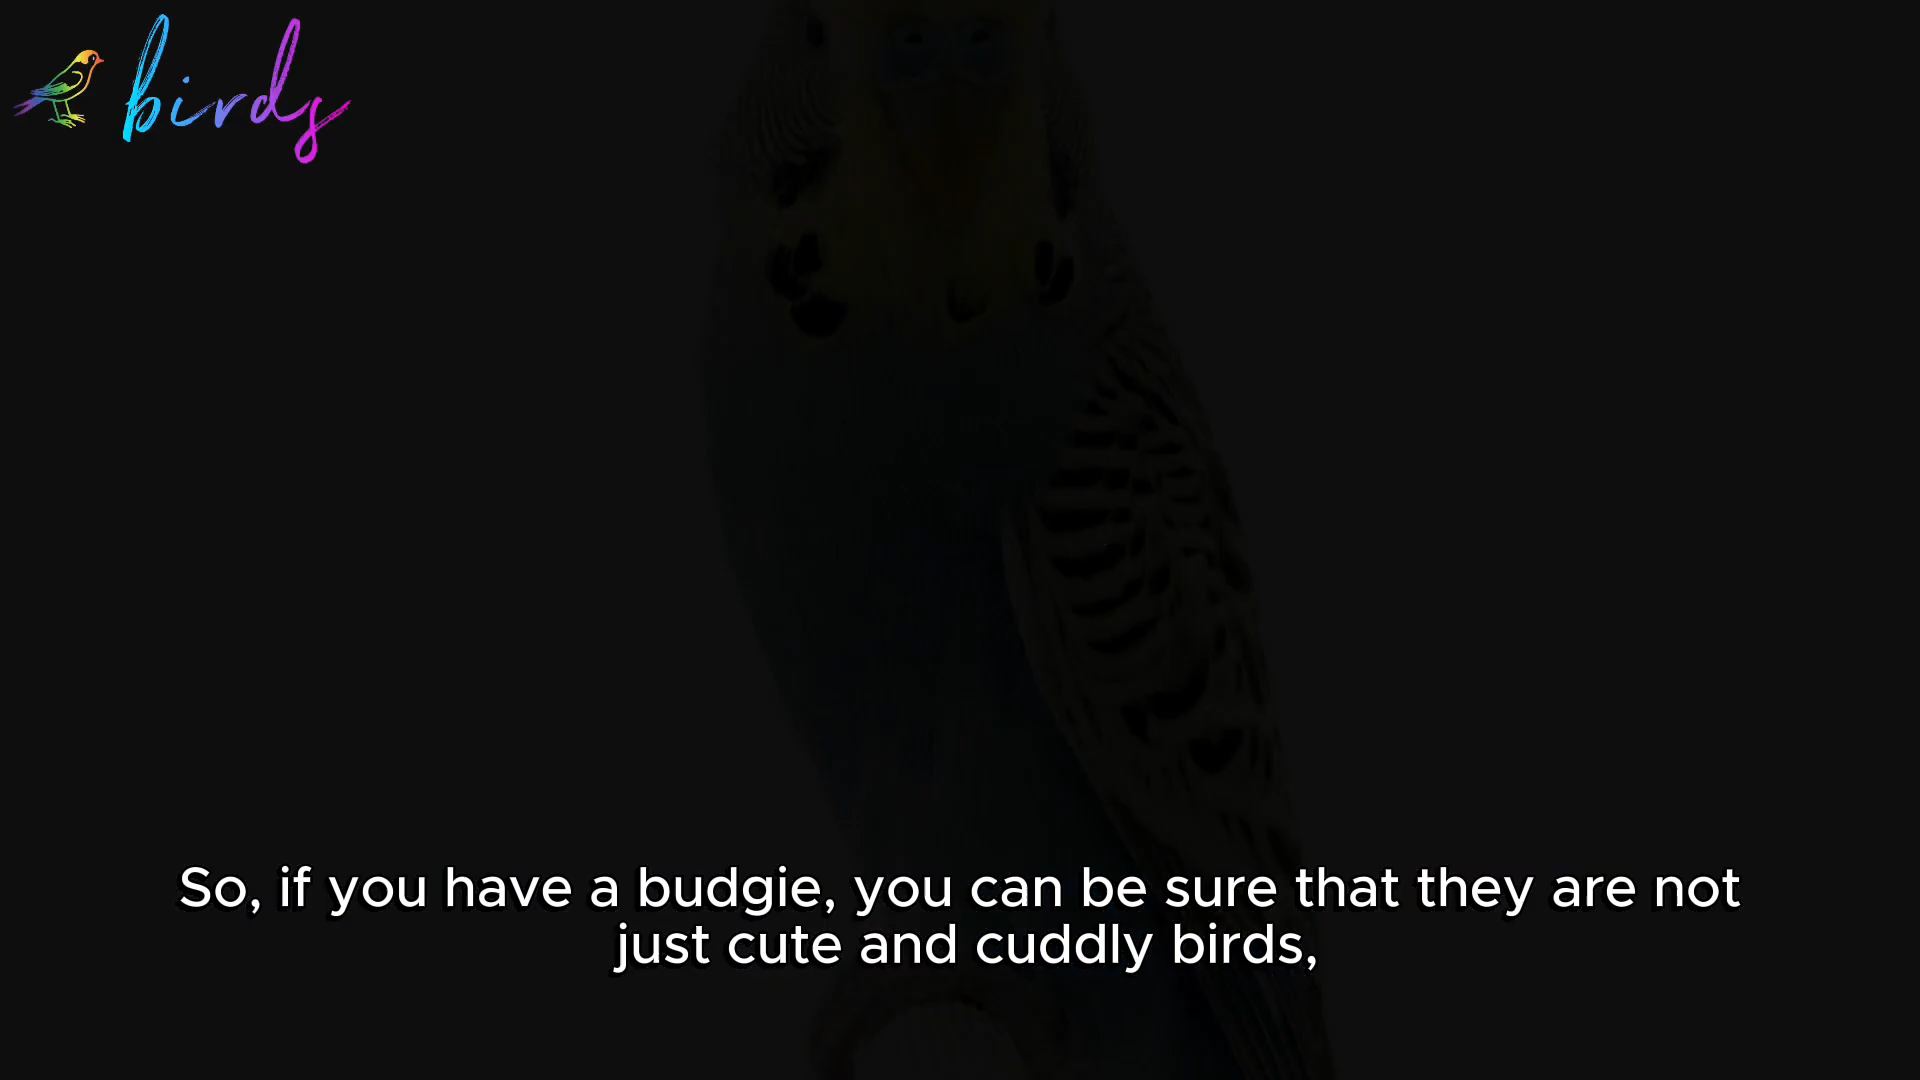 birds
So, if you have a budgie, you can be sure that they are not
just cute and cuddly birds,